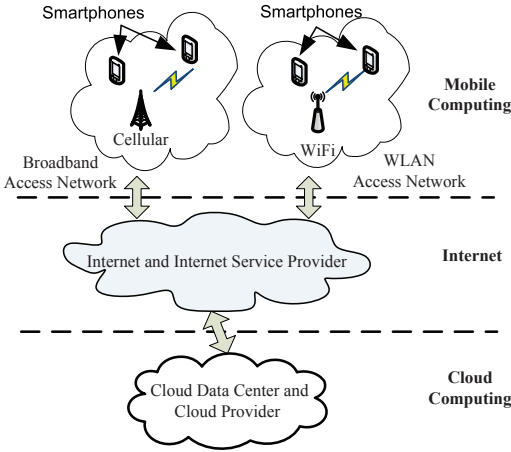 Smartphones
Smartphones
Mobile
Computing
Cellular
WiFi
Broadband
Access Network
WLAN
Access Network
Internet and Internet Service Provider
Internet
Cloud Data Center and
Cloud Provider
Cloud
Computing